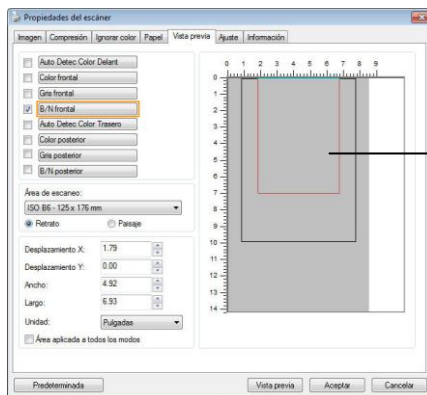 Propiedades del escáner
Imagen Compresión Ignorar color Papel Vista previa Ajuste Información
Auto Detec Color Delant
Color frontal
Gris frontal
B/N frontal
Auto Detec Color Trasero
Color posterior
Gris posterior
B/N posterior
Área de escaneo:
ISO B6 - 125 x 176 mm
Retrato Paisaje
Desplazamiento X: 1.79
Desplazamiento Y: 0.00
Ancho: 4.92
Largo: 6.93
Unidad: Pulgadas
Área aplicada a todos los modos
0 1 2 3 4 5 6 7 8 9
0
1
2
3
4
5
6
7
8
9
10
11
12
13
14
Predeterminada Vista previa Aceptar Cancelar